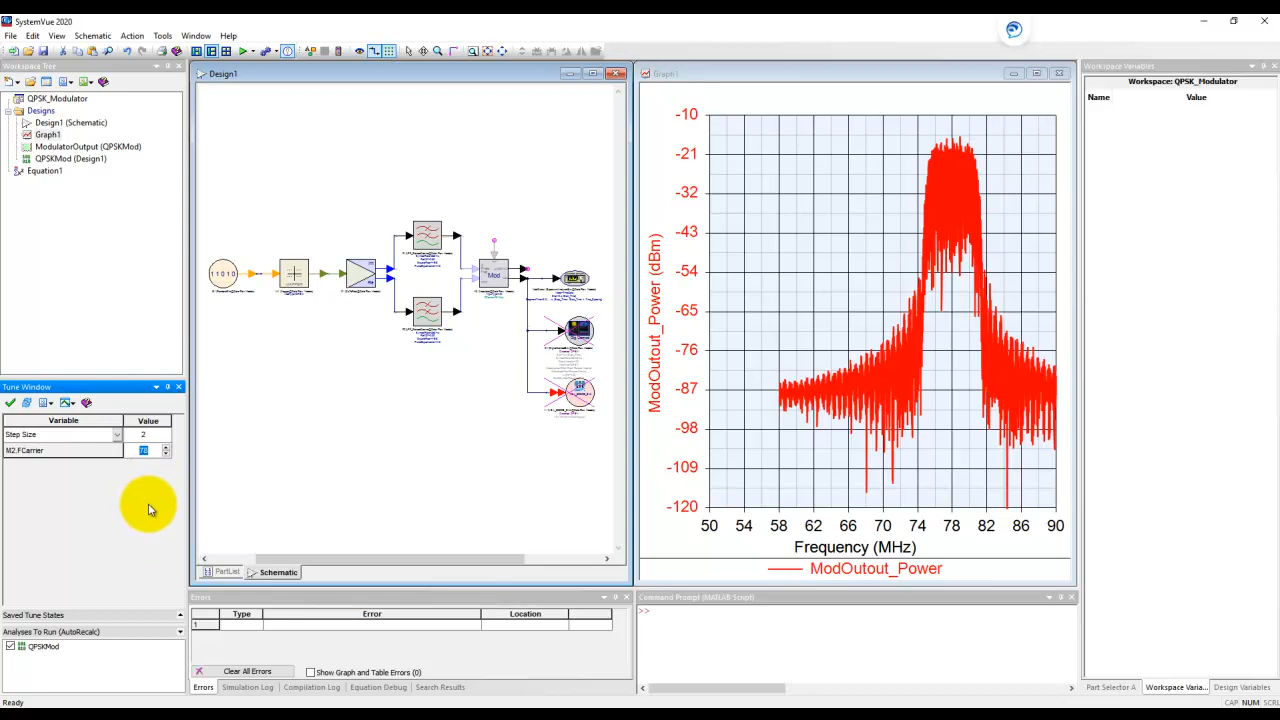 SystemVue 2020
File Edit View Schematic Action Tools Window Help
Workspace Tree
QPSK_Modulator
Designs
Design1 (Schematic)
Graph1
ModulatorOutput (QPSKMod)
QPSKMod (Design1)
Equation1
Tune Window
Variable Value
Step Size 2
M2.FCarrier 78
Saved Tune States
Analyses To Run (AutoRecalc)
QPSKMod
Design1
11010
Mod
PartList Schematic
Graph1
-10
-21
-32
-43
-54
-65
-76
-87
-98
-109
-120
ModOutout_Power (dBm)
50 54 58 62 66 70 74 78 82 86 90
Frequency (MHz)
ModOutout_Power
Errors
Type Error Location
1
Clear All Errors
Show Graph and Table Errors (0)
Errors Simulation Log Compilation Log Equation Debug Search Results
Command Prompt (MATLAB Script)
>>
Workspace Variables
Workspace: QPSK_Modulator
Name Value
Part Selector A Workspace Varia... Design Variables
Ready
CAP NUM SCRL